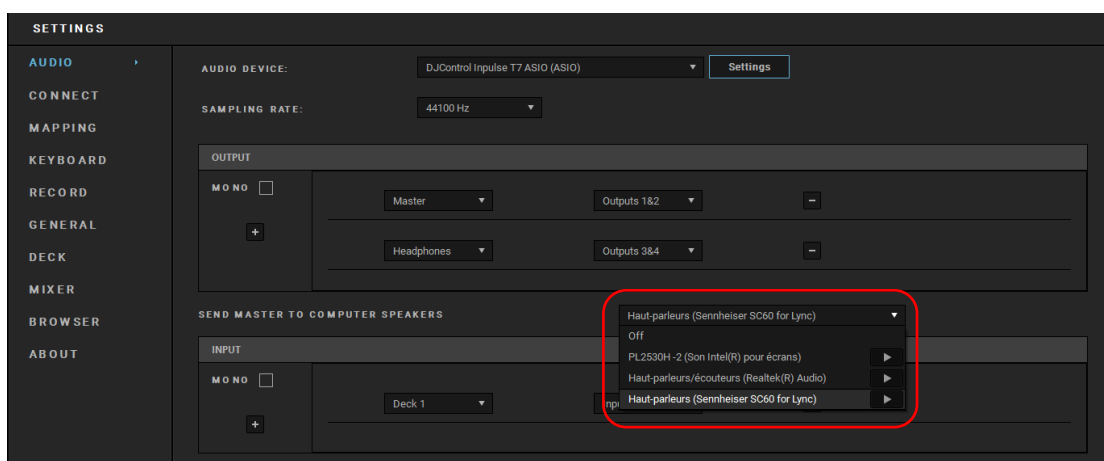 SETTINGS
AUDIO
CONNECT
MAPPING
KEYBOARD
RECORD
GENERAL
DECK
MIXER
BROWSER
ABOUT
AUDIO DEVICE: DJControl Inpulse T7 ASIO (ASIO) Settings
SAMPLING RATE: 44100 Hz
OUTPUT
MONO
Master Outputs 1&2 −
+
Headphones Outputs 3&4 −
SEND MASTER TO COMPUTER SPEAKERS Haut-parleurs (Sennheiser SC60 for Lync)
Off
PL2530H -2 (Son Intel(R) pour écrans)
Haut-parleurs/écouteurs (Realtek(R) Audio)
Haut-parleurs (Sennheiser SC60 for Lync)
INPUT
MONO
Deck 1
+